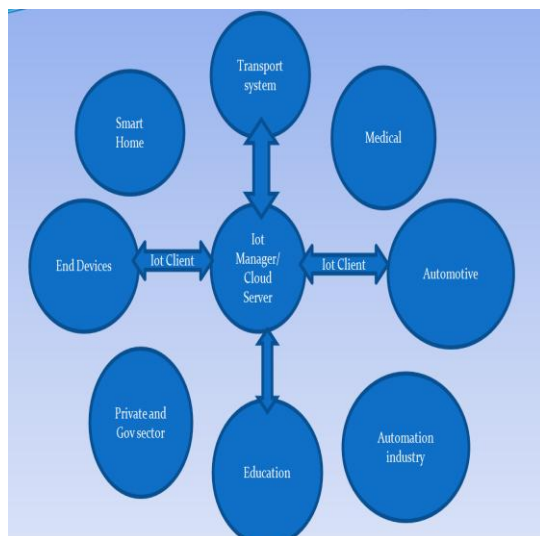 Transport
system
Smart
Home
Medical
Iot
Manager/
Cloud
Server
End Devices
Iot Client
Iot Client
Automotive
Private and
Gov sector
Automation
industry
Education